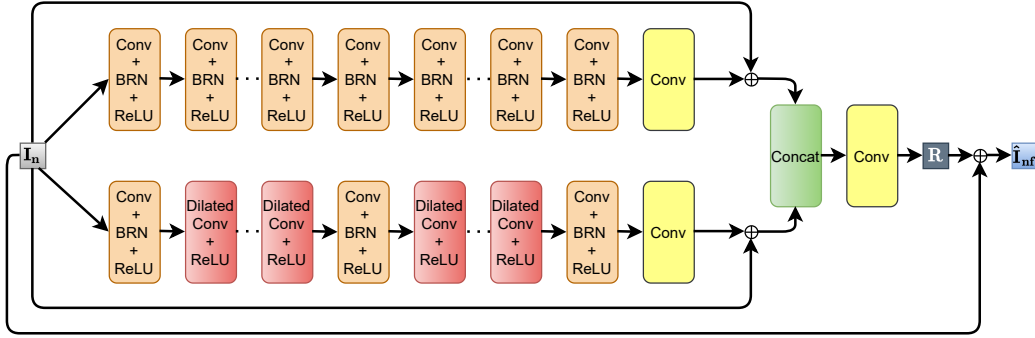 Conv
+
BRN
+
ReLU
Conv
+
BRN
+
ReLU
...
Conv
+
BRN
+
ReLU
Conv
+
BRN
+
ReLU
Conv
+
BRN
+
ReLU
...
Conv
+
BRN
+
ReLU
Conv
+
BRN
+
ReLU
Conv
⊕
I_n
Concat
Conv
R
⊕
Î_nf
Conv
+
BRN
+
ReLU
Dilated
Conv
+
ReLU
...
Dilated
Conv
+
ReLU
Conv
+
BRN
+
ReLU
Dilated
Conv
+
ReLU
...
Dilated
Conv
+
ReLU
Conv
+
BRN
+
ReLU
Conv
⊕